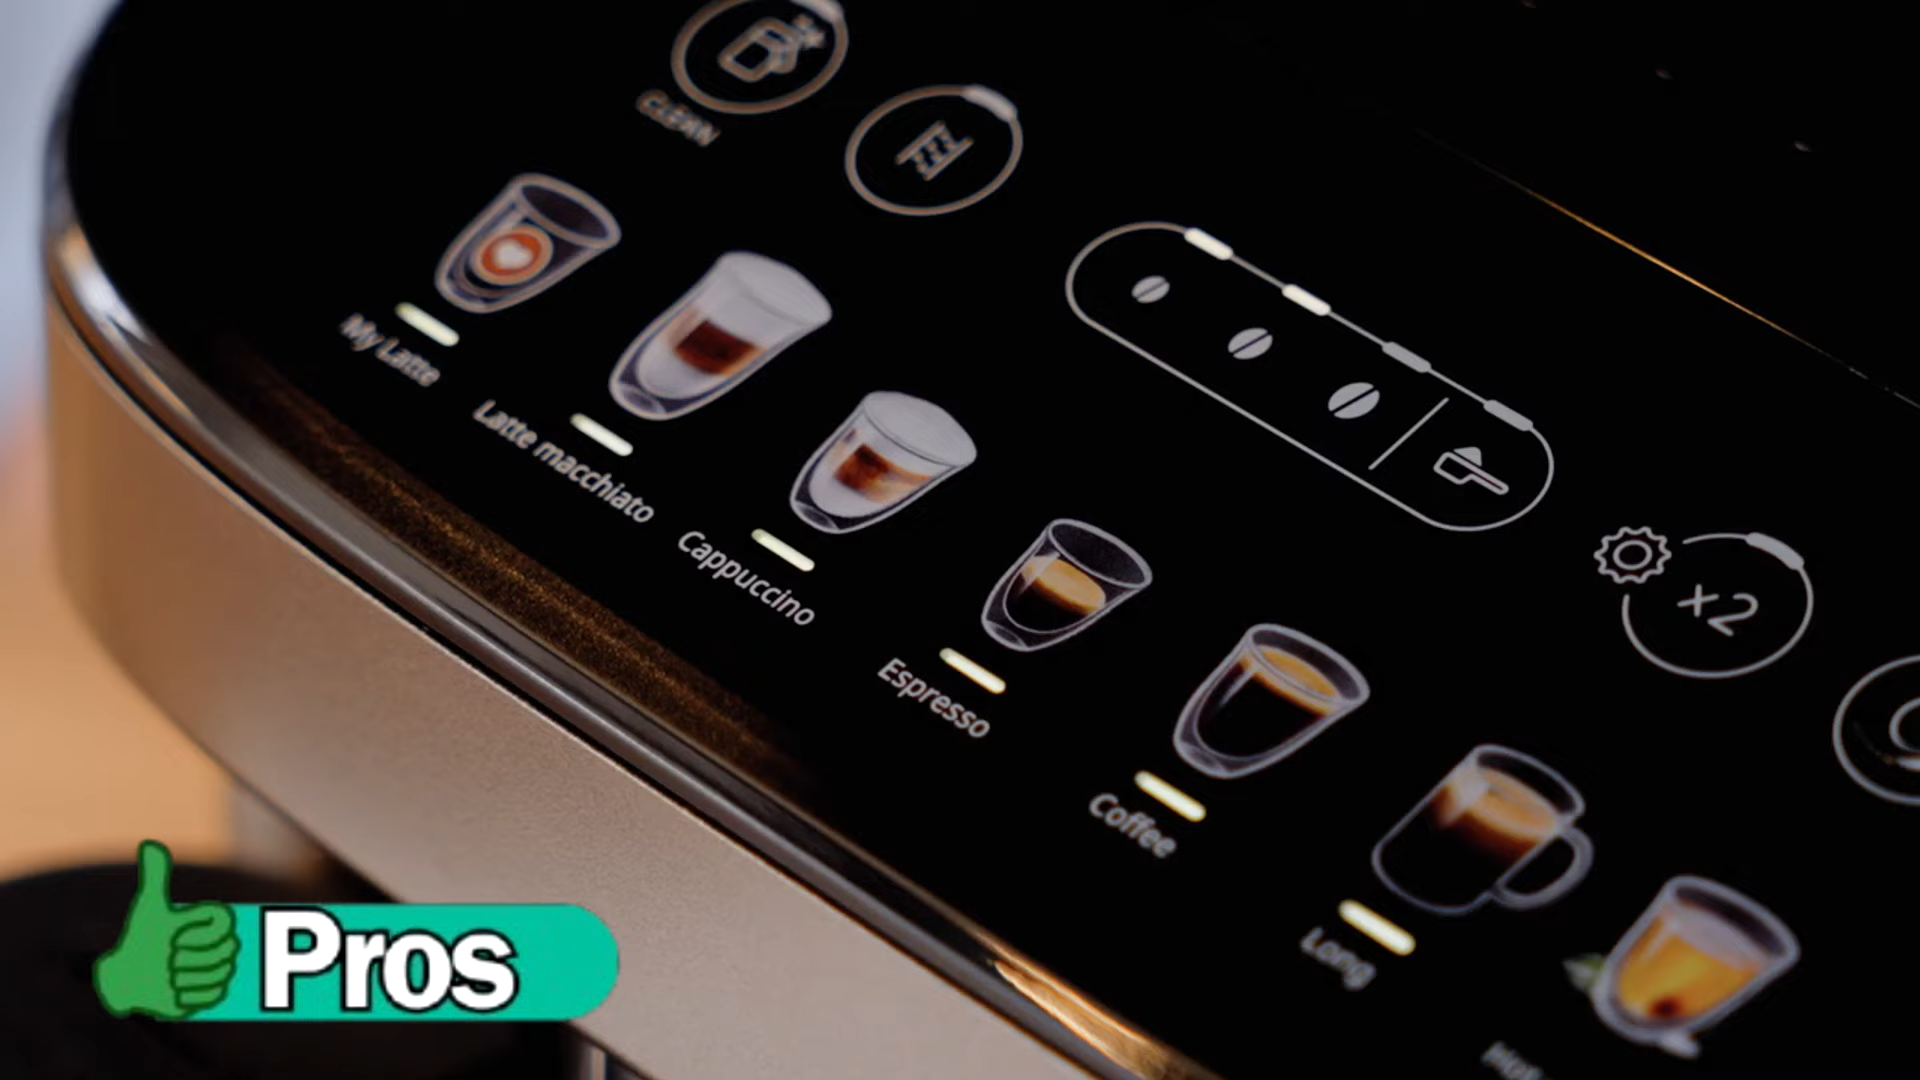 CLEAN
My Latte
Latte macchiato
Cappuccino
Espresso
x2
Coffee
Long
Pros